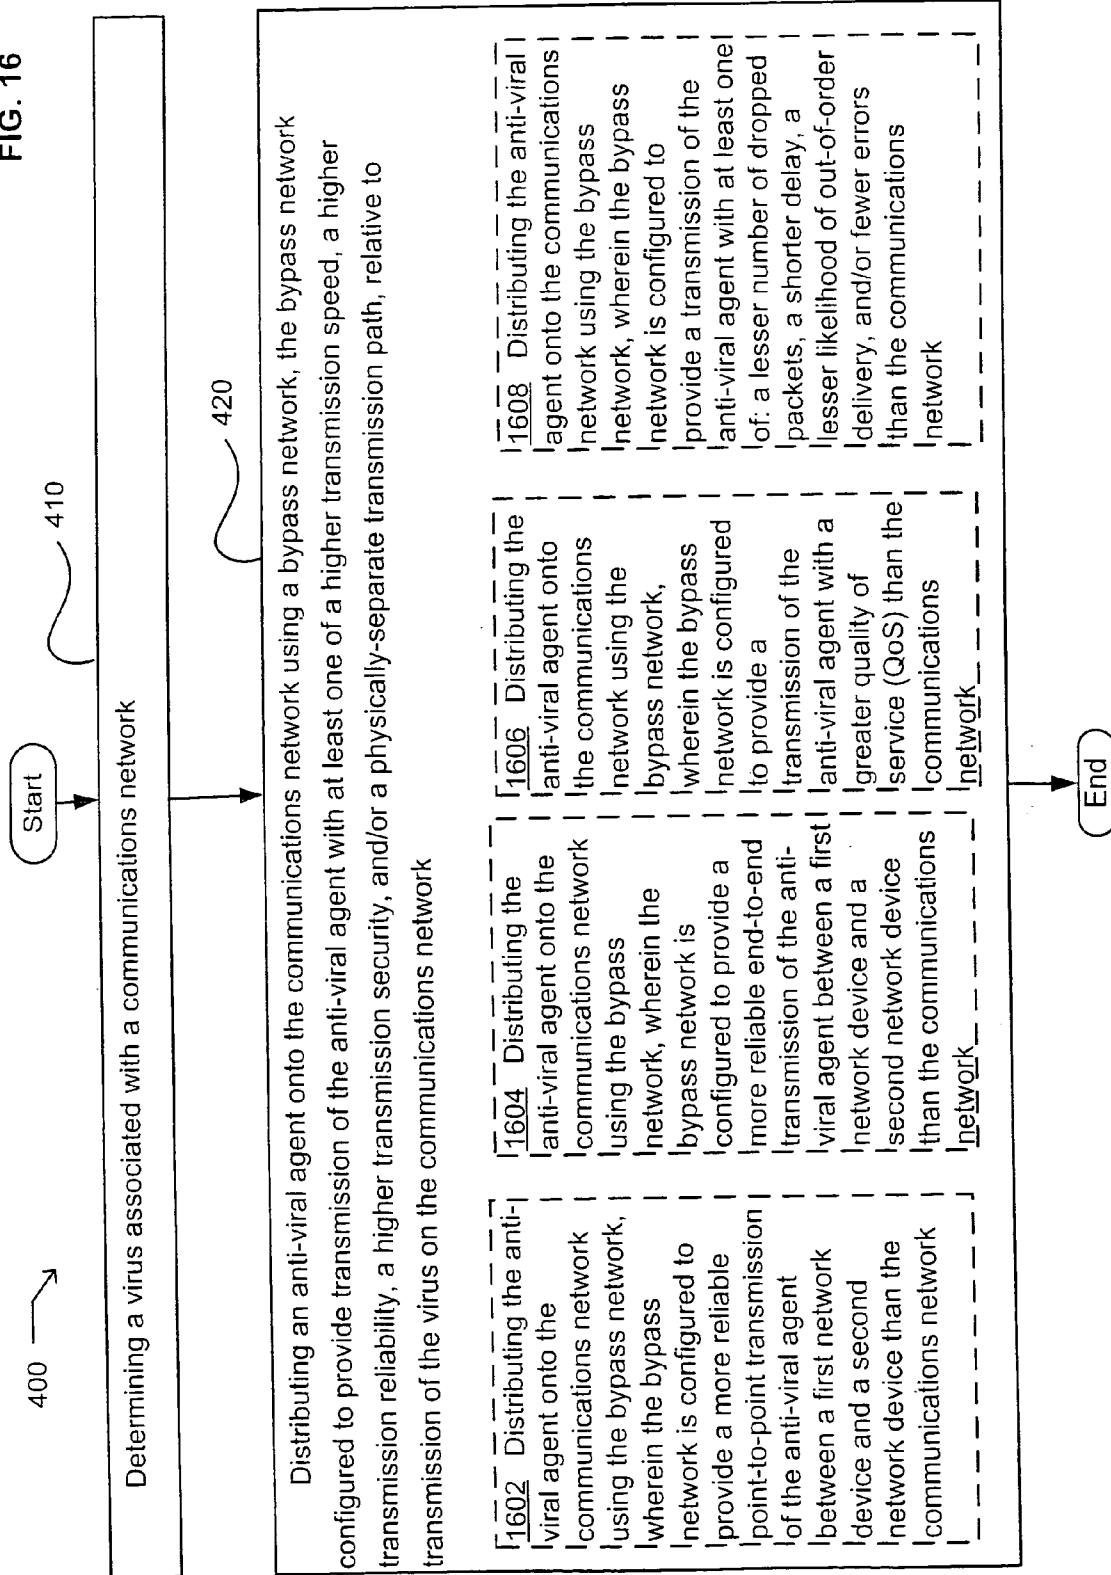 FIG. 16
400
Start
410
Determining a virus associated with a communications network
420
Distributing an anti-viral agent onto the communications network using a bypass network, the bypass network
configured to provide transmission of the anti-viral agent with at least one of a higher transmission speed, a higher
transmission reliability, a higher transmission security, and/or a physically-separate transmission path, relative to
transmission of the virus on the communications network
1602 Distributing the anti-
viral agent onto the
communications network
using the bypass network,
wherein the bypass
network is configured to
provide a more reliable
point-to-point transmission
of the anti-viral agent
between a first network
device and a second
network device than the
communications network
1604 Distributing the
anti-viral agent onto the
communications network
using the bypass
network, wherein the
bypass network is
configured to provide a
more reliable end-to-end
transmission of the anti-
viral agent between a first
network device and a
second network device
than the communications
network
1606 Distributing the
anti-viral agent onto
the communications
network using the
bypass network,
wherein the bypass
network is configured
to provide a
transmission of the
anti-viral agent with a
greater quality of
service (QoS) than the
communications
network
1608 Distributing the anti-viral
agent onto the communications
network using the bypass
network, wherein the bypass
network is configured to
provide a transmission of the
anti-viral agent with at least one
of: a lesser number of dropped
packets, a shorter delay, a
lesser likelihood of out-of-order
delivery, and/or fewer errors
than the communications
network
End